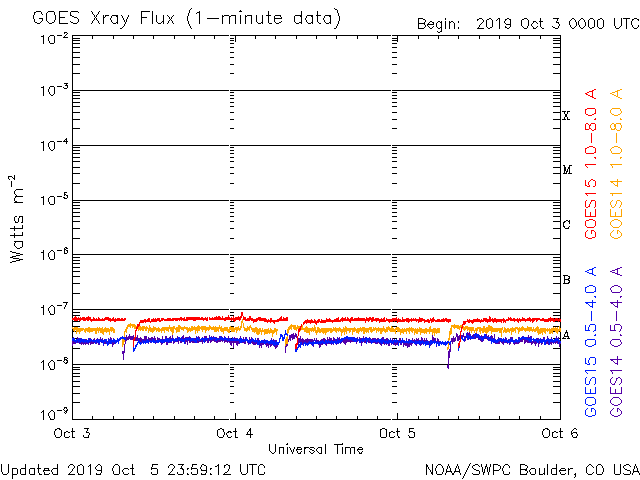 GOES Xray Flux (1-minute data)
Begin: 2019 Oct 3 0000 UTC
10⁻²
10⁻³
10⁻⁴
10⁻⁵
10⁻⁶
10⁻⁷
10⁻⁸
10⁻⁹
Watts m⁻²
X
M
C
B
A
GOES15 1.0-8.0 A
GOES14 1.0-8.0 A
GOES15 0.5-4.0 A
GOES14 0.5-4.0 A
Oct 3 Oct 4 Oct 5 Oct 6
Universal Time
Updated 2019 Oct 5 23:59:12 UTC
NOAA/SWPC Boulder, CO USA